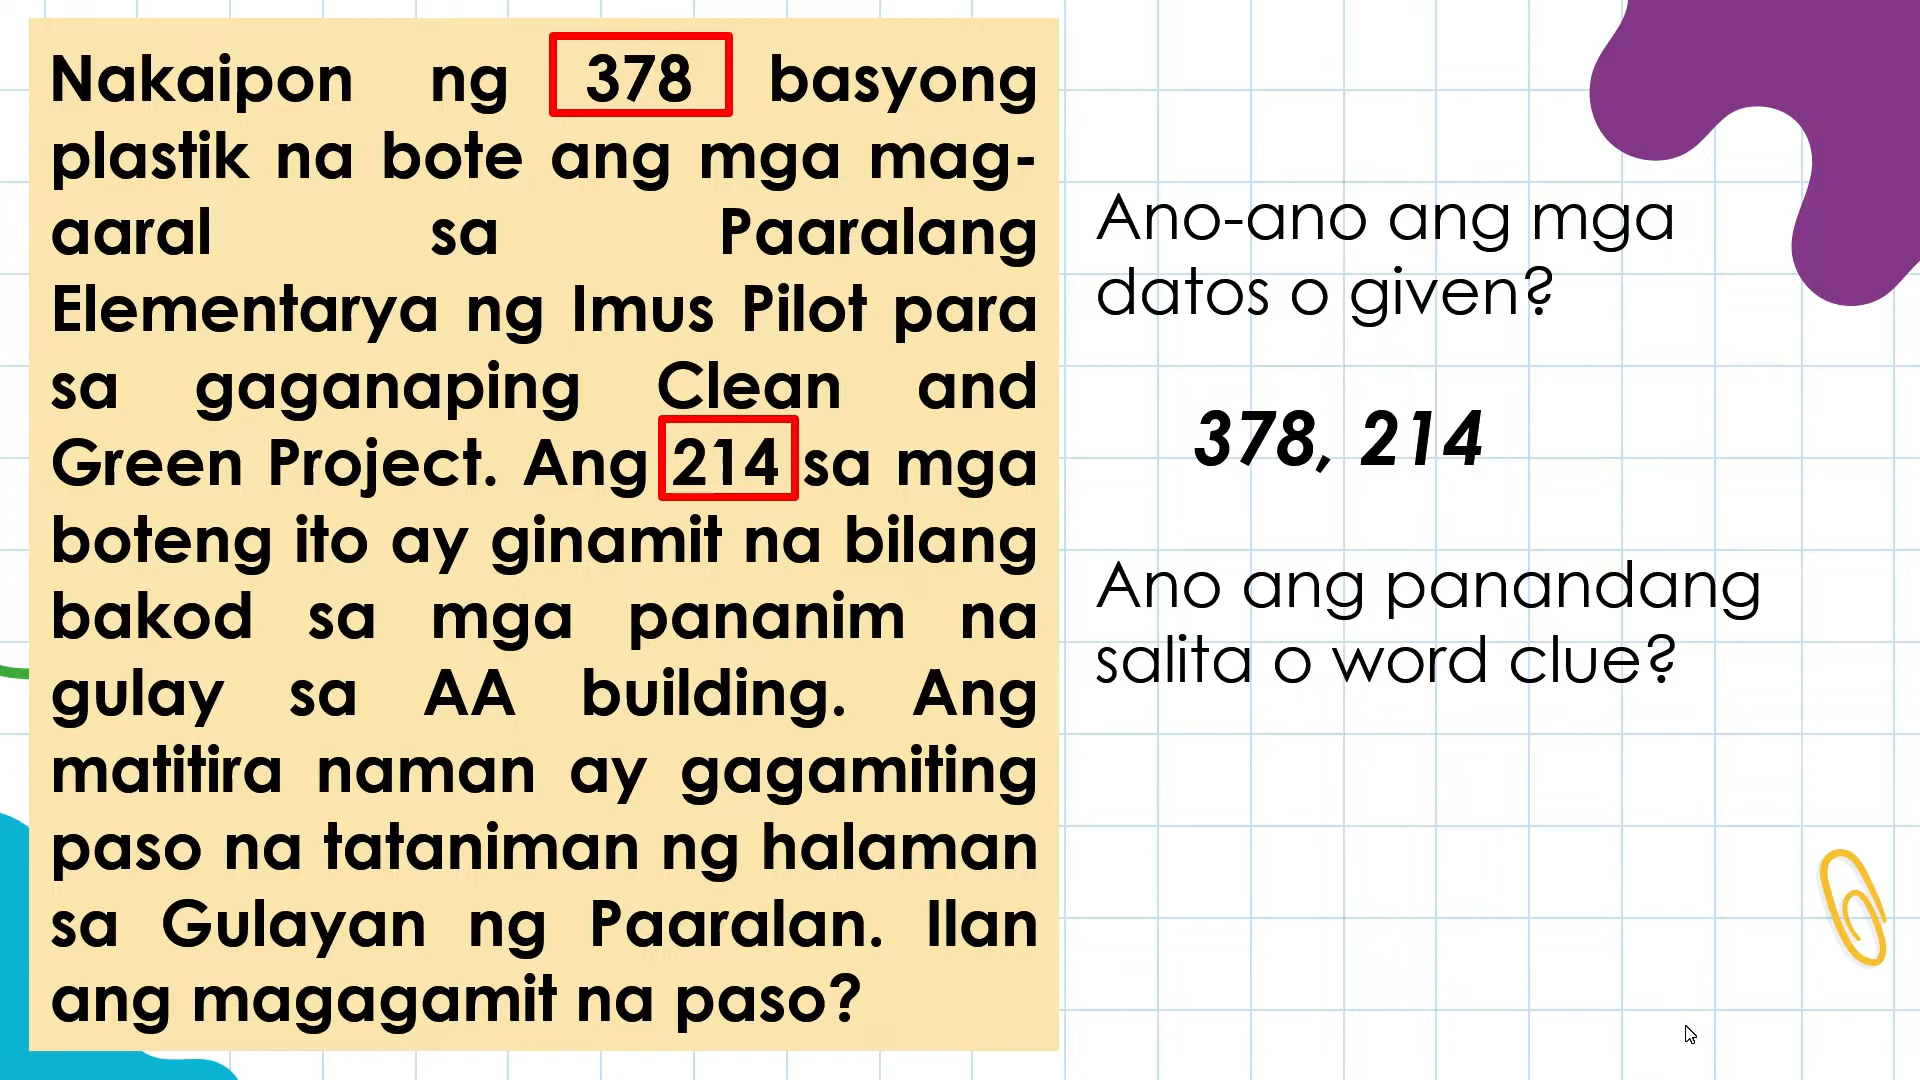 Nakaipon ng 378 basyong
plastik na bote ang mga mag-
aaral sa Paaralang
Elementarya ng Imus Pilot para
sa gaganaping Clean and
Green Project. Ang 214 sa mga
boteng ito ay ginamit na bilang
bakod sa mga pananim na
gulay sa AA building. Ang
matitira naman ay gagamiting
paso na tataniman ng halaman
sa Gulayan ng Paaralan. Ilan
ang magagamit na paso?
Ano-ano ang mga
datos o given?
378, 214
Ano ang panandang
salita o word clue?